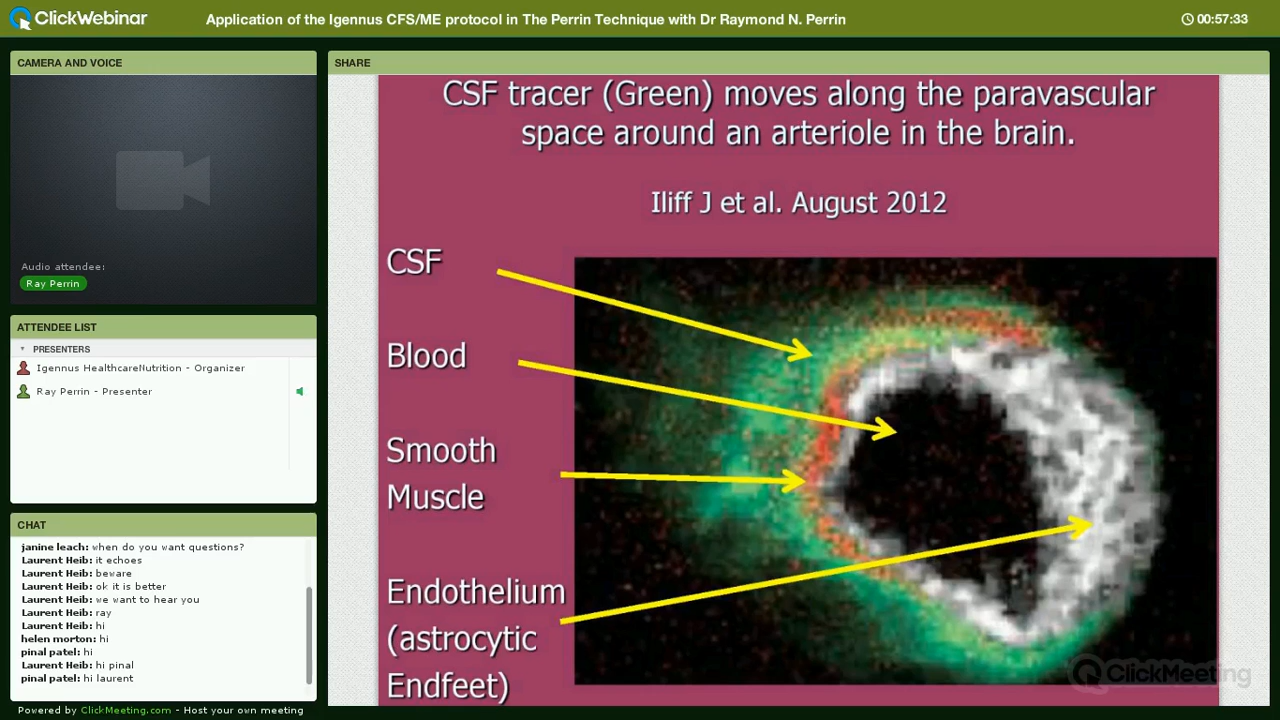 ClickWebinar
Application of the Igennus CFS/ME protocol in The Perrin Technique with Dr Raymond N. Perrin
00:57:33
CAMERA AND VOICE
Audio attendee:
Ray Perrin
ATTENDEE LIST
PRESENTERS
Igennus HealthcareNutrition - Organizer
Ray Perrin - Presenter
CHAT
janine leach: when do you want questions?
Laurent Heib: it echoes
Laurent Heib: beware
Laurent Heib: ok it is better
Laurent Heib: we want to hear you
Laurent Heib: ray
Laurent Heib: hi
helen morton: hi
pinal patel: hi
Laurent Heib: hi pinal
pinal patel: hi laurent
Powered by ClickMeeting.com - Host your own meeting
SHARE
CSF tracer (Green) moves along the paravascular
space around an arteriole in the brain.
Iliff J et al. August 2012
CSF
Blood
Smooth
Muscle
Endothelium
(astrocytic
Endfeet)
ClickMeeting